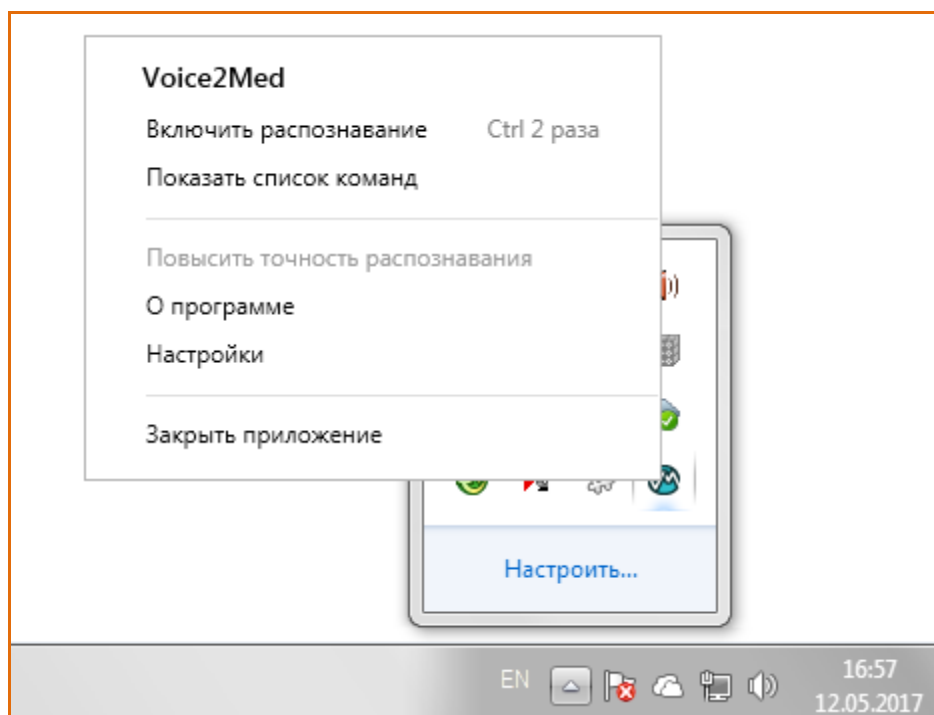 Voice2Med
Включить распознавание Ctrl 2 раза
Показать список команд
Повысить точность распознавания
О программе
Настройки
Закрыть приложение
Настроить...
EN 16:57
12.05.2017